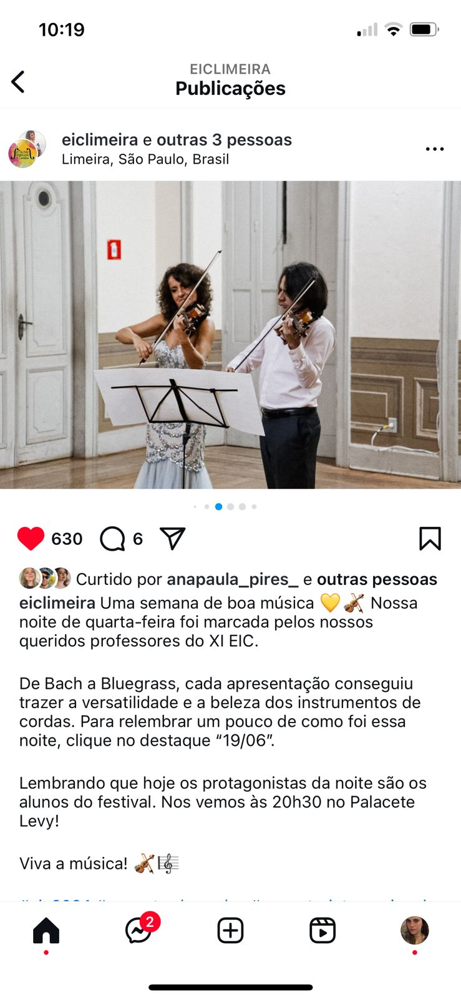 10:19
EICLIMEIRA
Publicações
eiclimeira e outras 3 pessoas
Limeira, São Paulo, Brasil
630
6
Curtido por anapaula_pires_ e outras pessoas
eiclimeira Uma semana de boa música 💛🎻 Nossa
noite de quarta-feira foi marcada pelos nossos
queridos professores do XI EIC.
De Bach a Bluegrass, cada apresentação conseguiu
trazer a versatilidade e a beleza dos instrumentos de
cordas. Para relembrar um pouco de como foi essa
noite, clique no destaque “19/06”.
Lembrando que hoje os protagonistas da noite são os
alunos do festival. Nos vemos às 20h30 no Palacete
Levy!
Viva a música! 🎻🎼
2